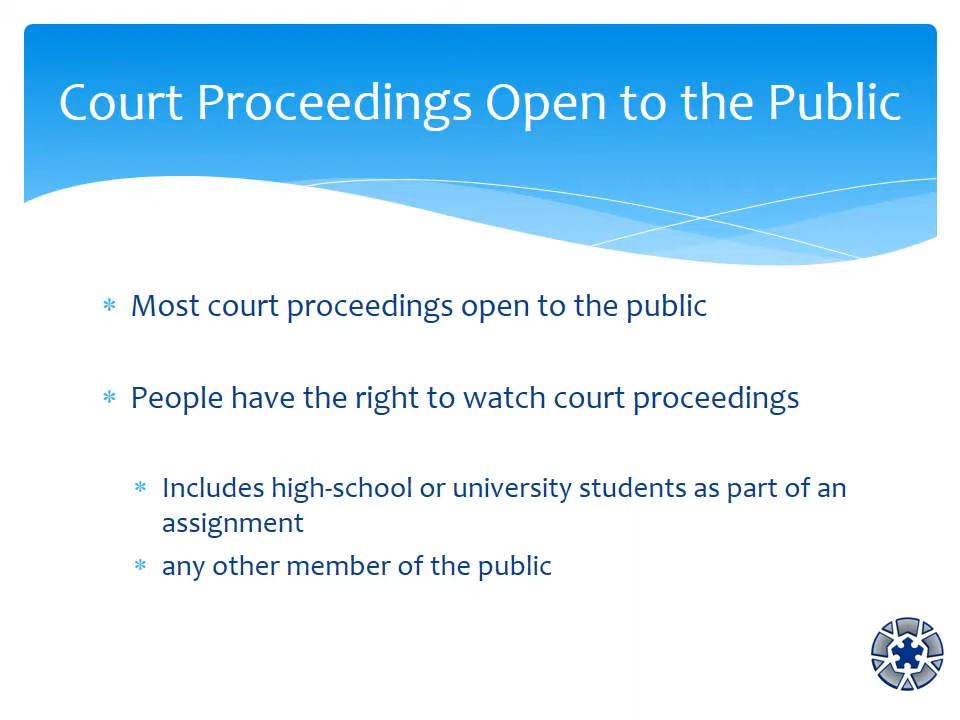 Court Proceedings Open to the Public
* Most court proceedings open to the public
* People have the right to watch court proceedings
* Includes high-school or university students as part of an
assignment
* any other member of the public